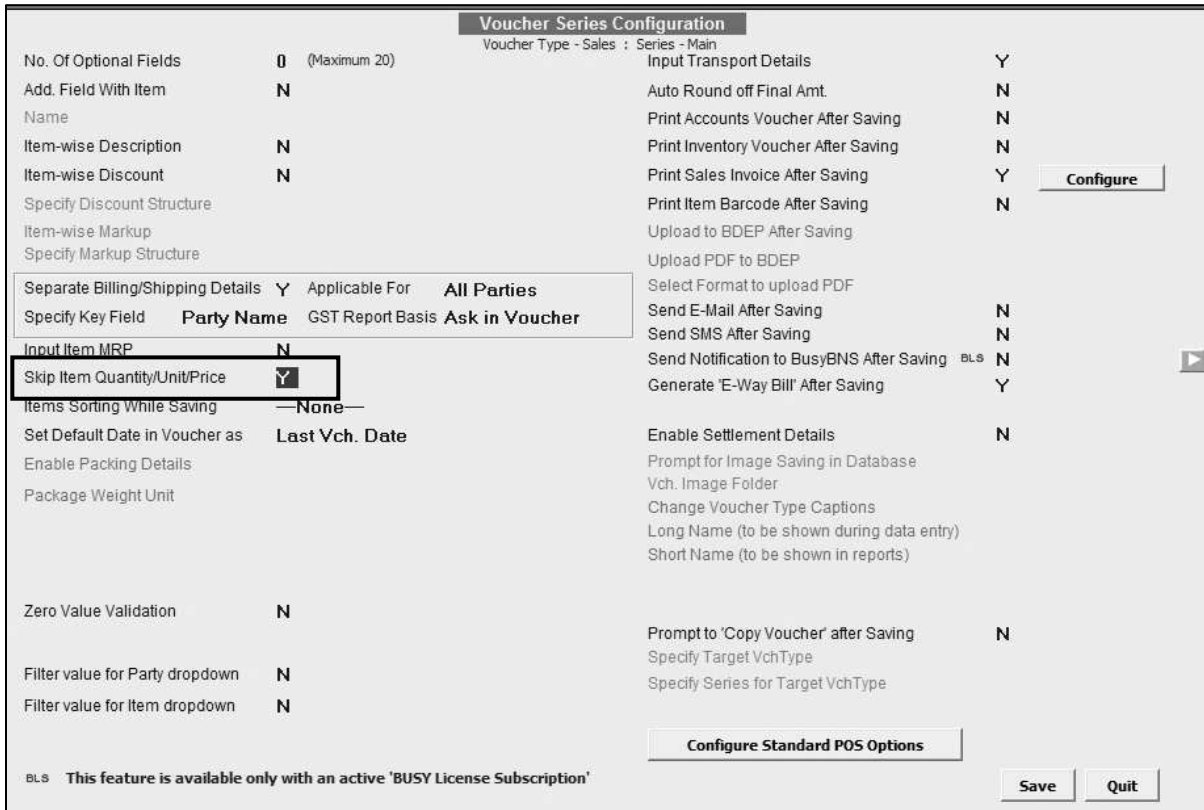 Voucher Series Configuration
Voucher Type - Sales : Series - Main
No. Of Optional Fields 0 (Maximum 20)
Add. Field With Item N
Name
Item-wise Description N
Item-wise Discount N
Specify Discount Structure
Item-wise Markup
Specify Markup Structure
Separate Billing/Shipping Details Y Applicable For All Parties
Specify Key Field Party Name GST Report Basis Ask in Voucher
Input Item MRP N
Skip Item Quantity/Unit/Price Y
Items Sorting While Saving —None—
Set Default Date in Voucher as Last Vch. Date
Enable Packing Details
Package Weight Unit
Zero Value Validation N
Filter value for Party dropdown N
Filter value for Item dropdown N
Input Transport Details Y
Auto Round off Final Amt. N
Print Accounts Voucher After Saving N
Print Inventory Voucher After Saving N
Print Sales Invoice After Saving Y Configure
Print Item Barcode After Saving N
Upload to BDEP After Saving
Upload PDF to BDEP
Select Format to upload PDF
Send E-Mail After Saving N
Send SMS After Saving N
Send Notification to BusyBNS After Saving BLS N
Generate 'E-Way Bill' After Saving Y
Enable Settlement Details N
Prompt for Image Saving in Database
Vch. Image Folder
Change Voucher Type Captions
Long Name (to be shown during data entry)
Short Name (to be shown in reports)
Prompt to 'Copy Voucher' after Saving N
Specify Target VchType
Specify Series for Target VchType
Configure Standard POS Options
BLS This feature is available only with an active 'BUSY License Subscription'
Save Quit